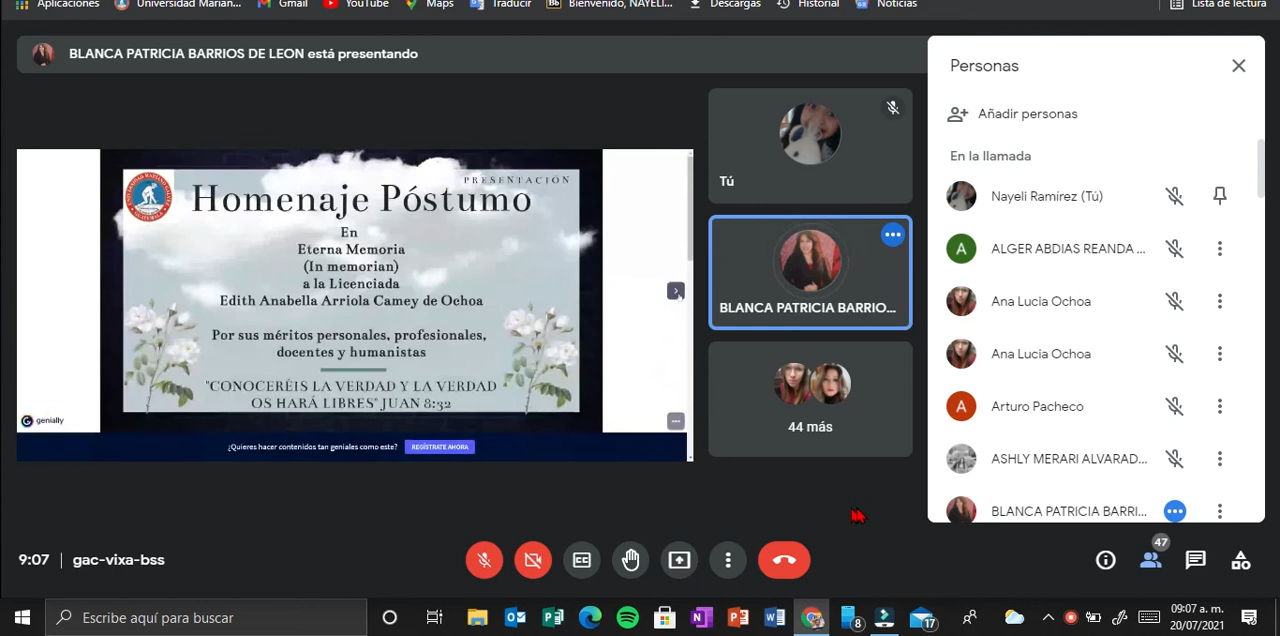 Aplicaciones Universidad Marian... Gmail YouTube Maps Traducir Bienvenido, NAYELI... Descargas Historial Noticias Lista de lectura
BLANCA PATRICIA BARRIOS DE LEON está presentando
PRESENTACIÓN
Homenaje Póstumo
En
Eterna Memoria
(In memorian)
a la Licenciada
Edith Anabella Arriola Camey de Ochoa
Por sus méritos personales, profesionales,
docentes y humanistas
"CONOCERÉIS LA VERDAD Y LA VERDAD
OS HARÁ LIBRES" JUAN 8:32
genially
¿Quieres hacer contenidos tan geniales como este? REGÍSTRATE AHORA
Tú
BLANCA PATRICIA BARRIO...
44 más
Personas
Añadir personas
En la llamada
Nayeli Ramírez (Tú)
A ALGER ABDIAS REANDA ...
Ana Lucia Ochoa
Ana Lucia Ochoa
A Arturo Pacheco
ASHLY MERARI ALVARAD...
BLANCA PATRICIA BARRI...
9:07 | gac-vixa-bss
47
Escribe aquí para buscar
8
17
09:07 a. m.
20/07/2021